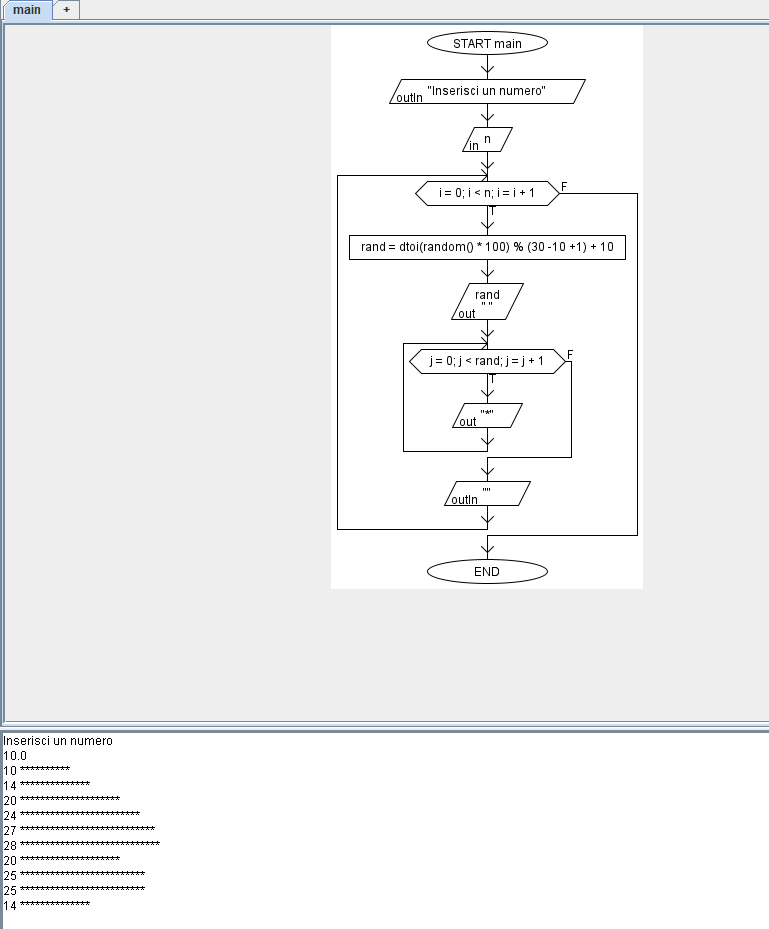 main +
START main
outln "Inserisci un numero"
in n
i = 0; i < n; i = i + 1 F
T
rand = dtoi(random() * 100) % (30 -10 +1) + 10
rand
" "
out
j = 0; j < rand; j = j + 1 F
T
out "*"
outln ""
END
Inserisci un numero
10.0
10 **********
14 **************
20 ********************
24 ************************
27 ***************************
28 ****************************
20 ********************
25 *************************
25 *************************
14 **************